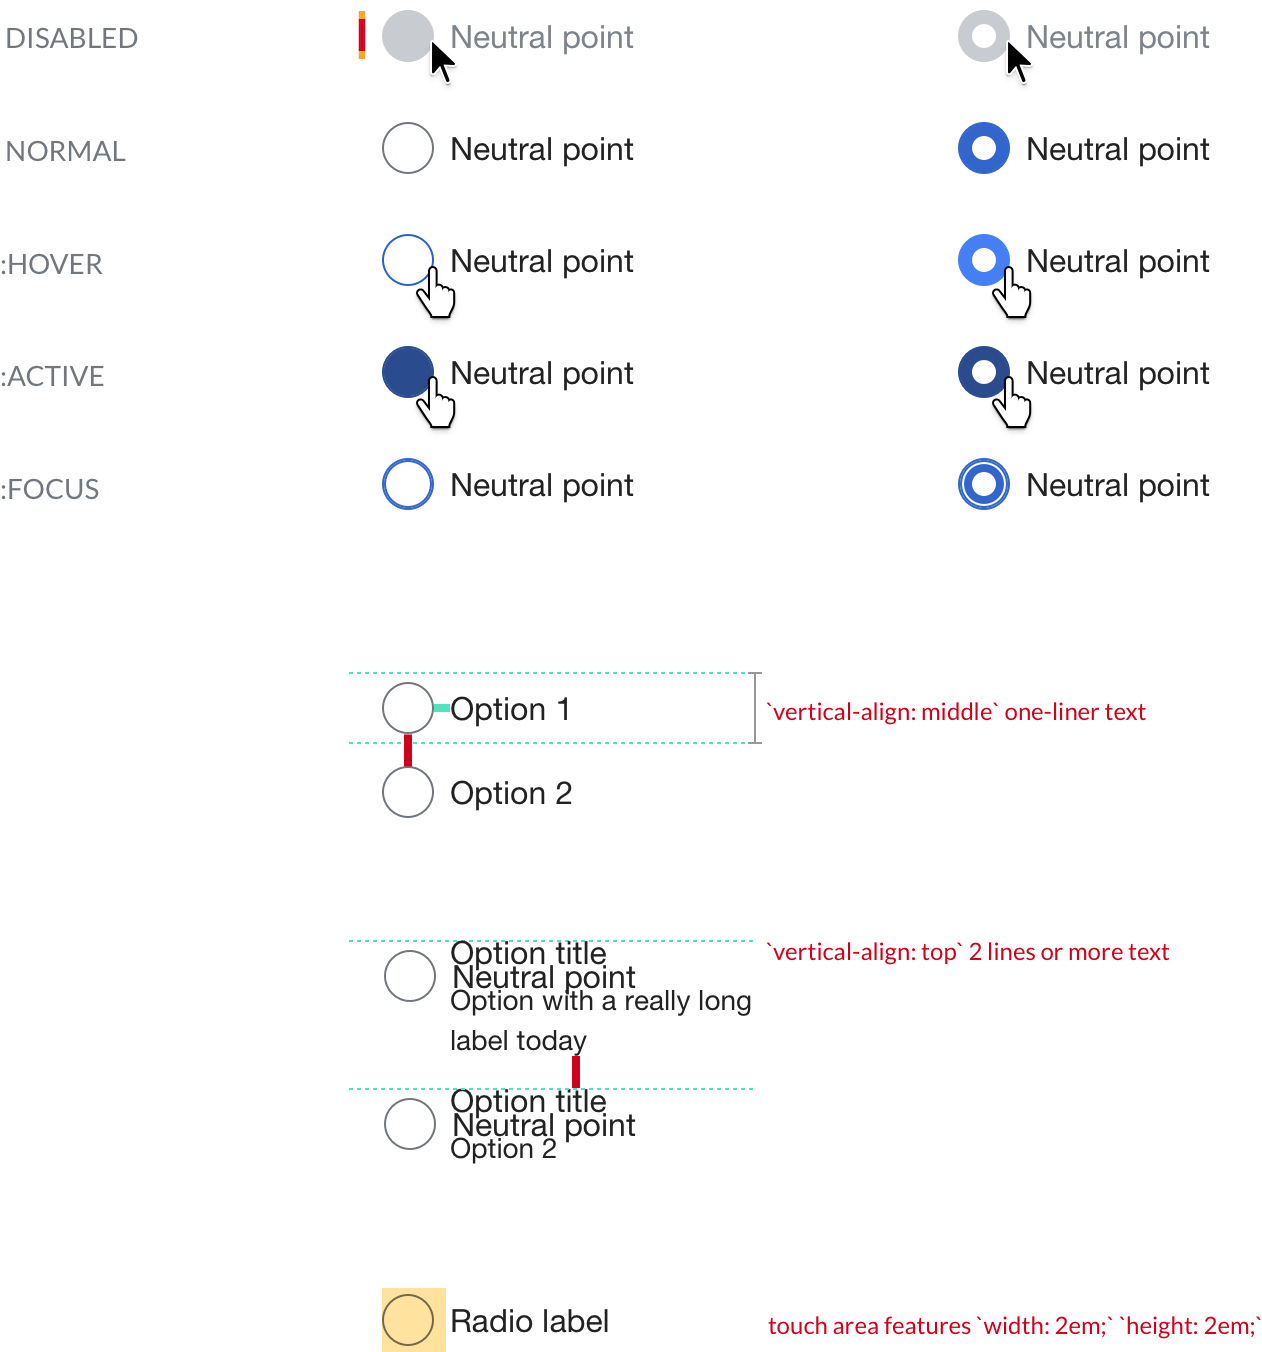 DISABLED Neutral point Neutral point
NORMAL Neutral point Neutral point
:HOVER Neutral point Neutral point
:ACTIVE Neutral point Neutral point
:FOCUS Neutral point Neutral point
Option 1 `vertical-align: middle` one-liner text
Option 2
Option title `vertical-align: top` 2 lines or more text
Neutral point
Option with a really long
label today
Option title
Neutral point
Option 2
Radio label touch area features `width: 2em;` `height: 2em;`